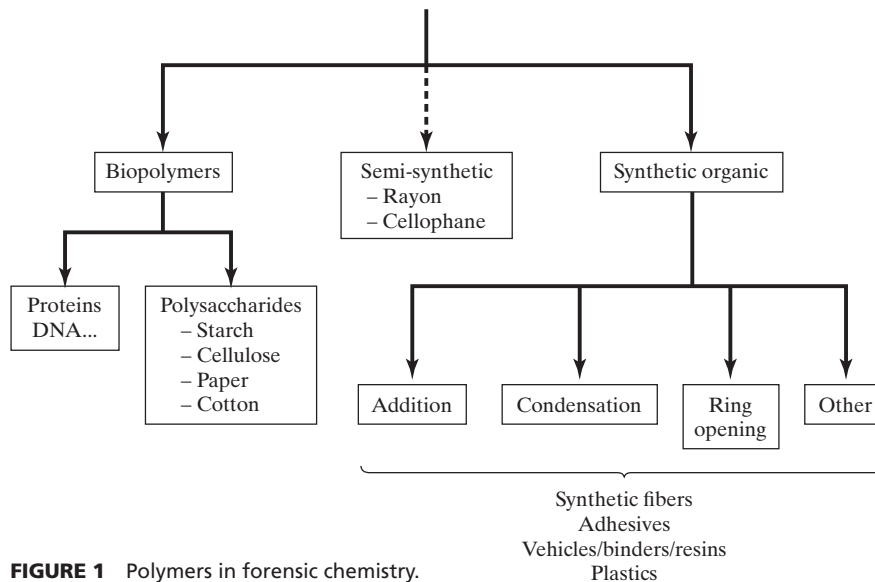 Biopolymers
Semi-synthetic
– Rayon
– Cellophane
Synthetic organic
Proteins
DNA...
Polysaccharides
– Starch
– Cellulose
– Paper
– Cotton
Addition
Condensation
Ring
opening
Other
Synthetic fibers
Adhesives
Vehicles/binders/resins
Plastics
FIGURE 1 Polymers in forensic chemistry.